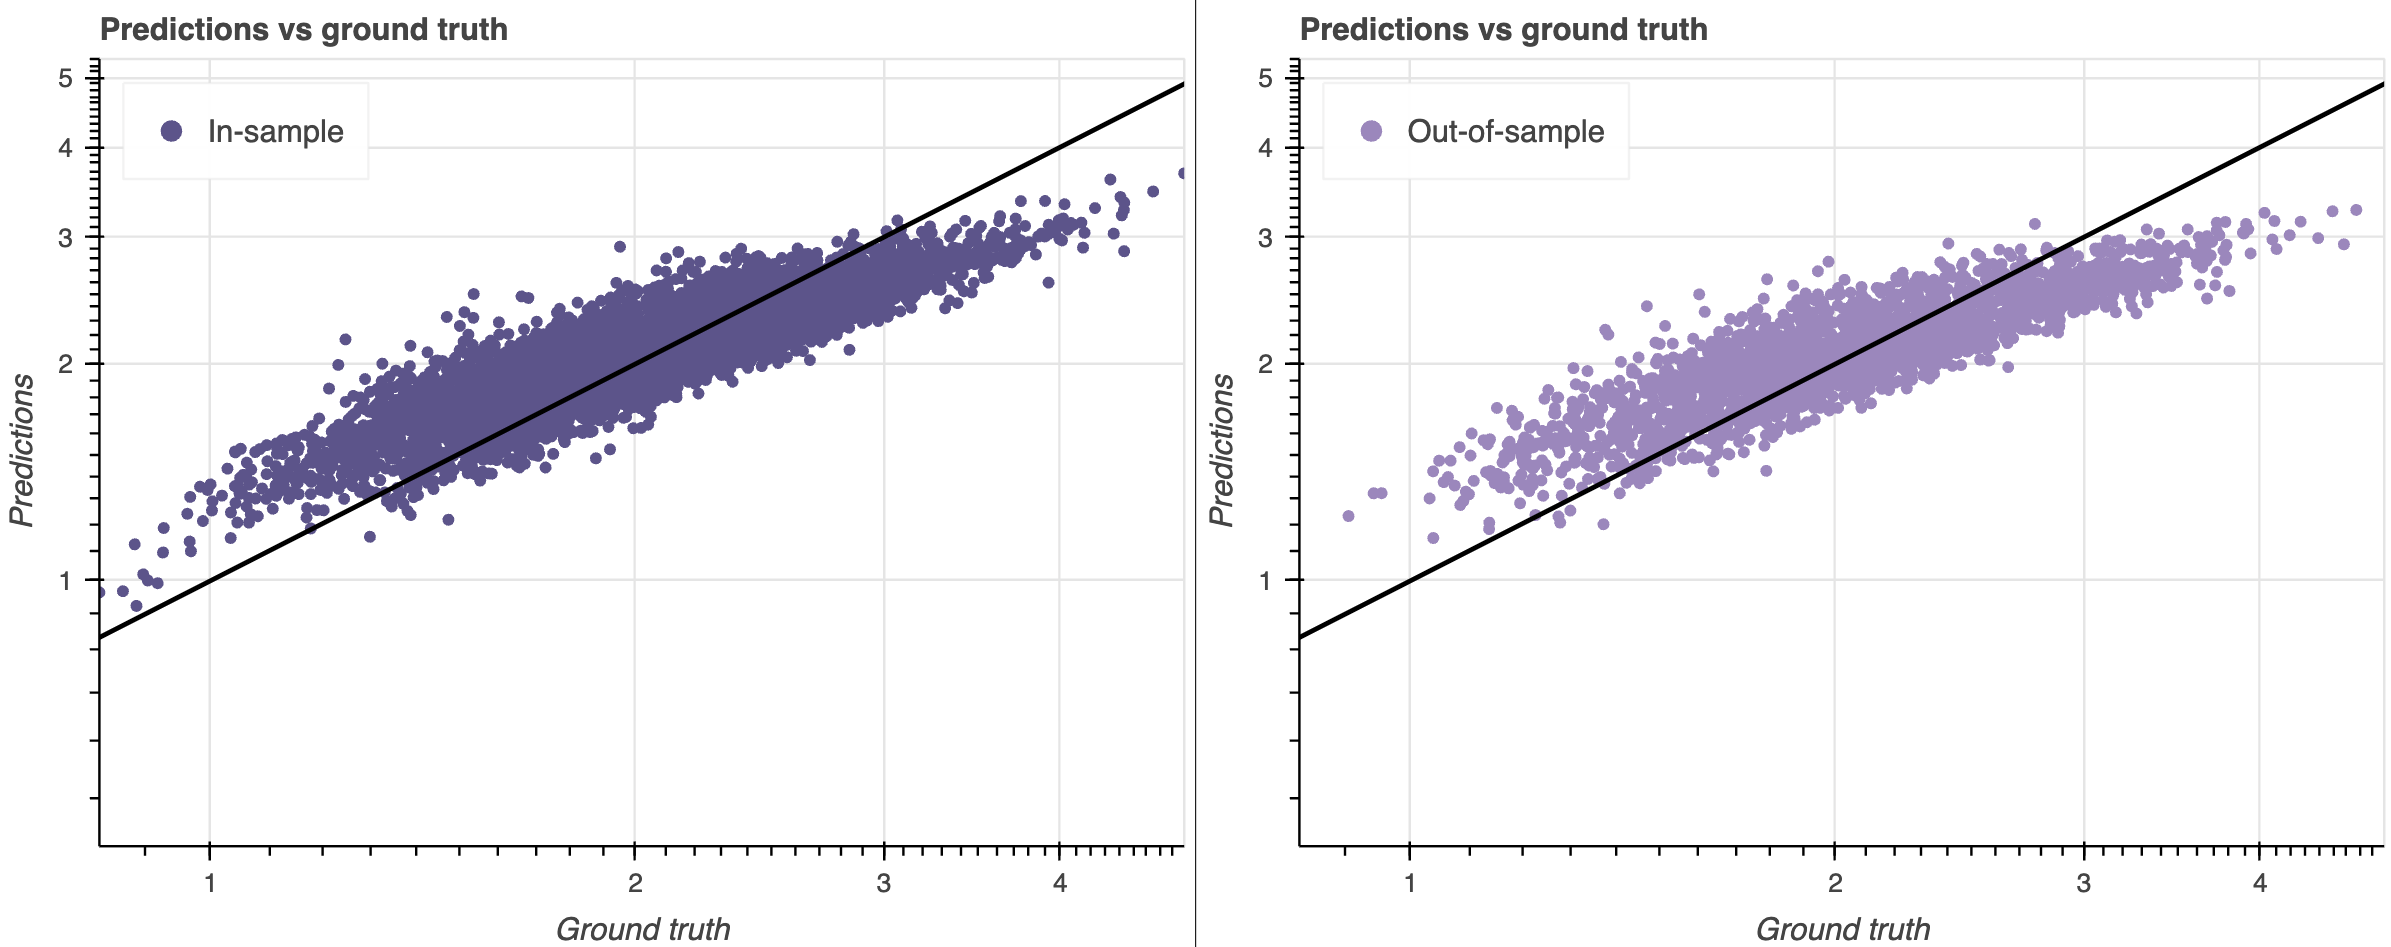 Predictions vs ground truth
In-sample
5
4
3
2
1
Predictions
1 2 3 4
Ground truth
Predictions vs ground truth
Out-of-sample
5
4
3
2
1
Predictions
1 2 3 4
Ground truth